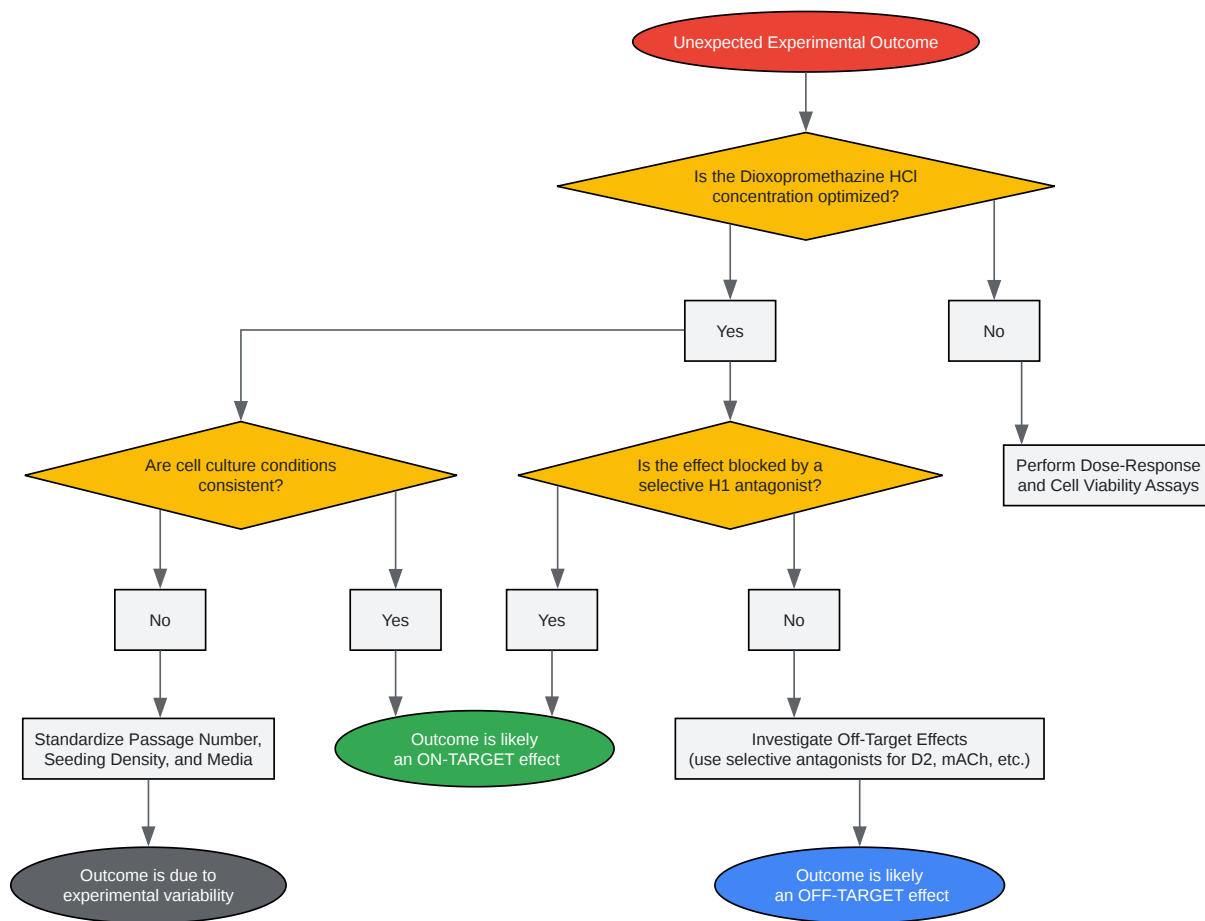 Unexpected Experimental Outcome
Is the Dioxopromethazine HCl
concentration optimized?
Yes
No
Are cell culture conditions
consistent?
Is the effect blocked by a
selective H1 antagonist?
Perform Dose-Response
and Cell Viability Assays
No
Yes
Yes
No
Standardize Passage Number,
Seeding Density, and Media
Outcome is likely
an ON-TARGET effect
Investigate Off-Target Effects
(use selective antagonists for D2, mACh, etc.)
Outcome is due to
experimental variability
Outcome is likely
an OFF-TARGET effect